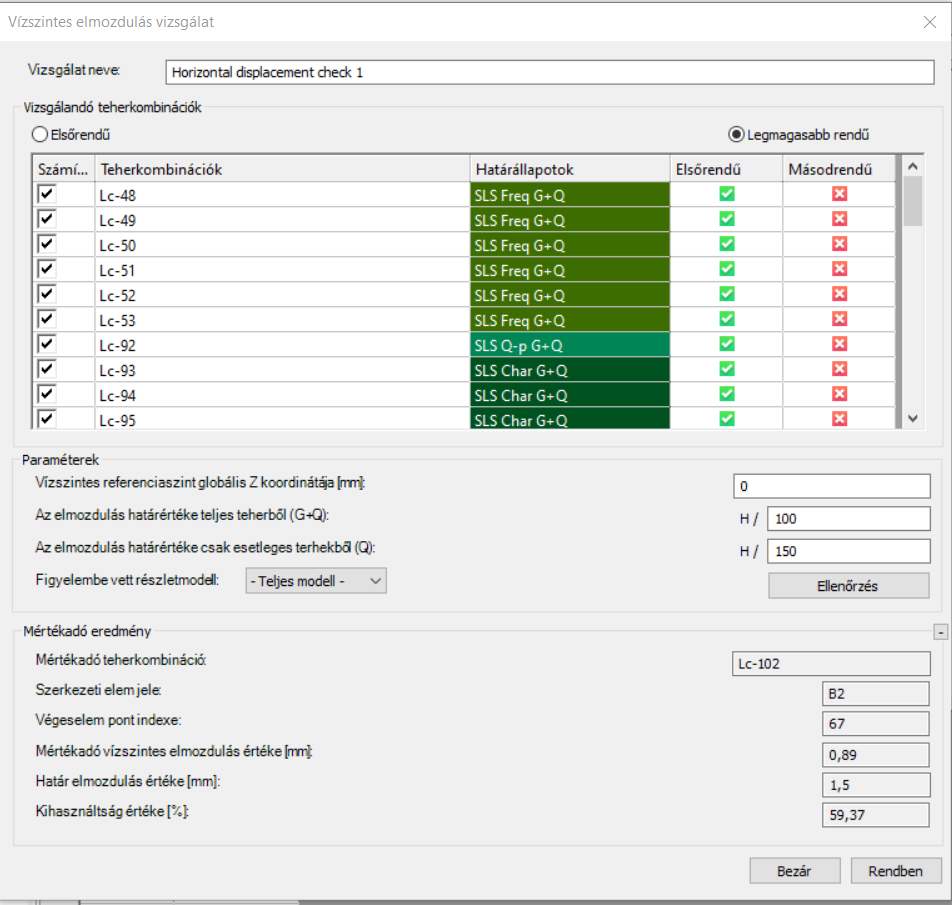 Vízszintes elmozdulás vizsgálat
Vizsgálat neve: Horizontal displacement check 1
Vizsgálandó teherkombinációk
Elsőrendű Legmagasabb rendű
Számí... Teherkombinációk Határállapotok Elsőrendű Másodrendű
Lc-48 SLS Freq G+Q
Lc-49 SLS Freq G+Q
Lc-50 SLS Freq G+Q
Lc-51 SLS Freq G+Q
Lc-52 SLS Freq G+Q
Lc-53 SLS Freq G+Q
Lc-92 SLS Q-p G+Q
Lc-93 SLS Char G+Q
Lc-94 SLS Char G+Q
Lc-95 SLS Char G+Q
Paraméterek
Vízszintes referenciaszint globális Z koordinátája [mm]: 0
Az elmozdulás határértéke teljes teherből (G+Q): H / 100
Az elmozdulás határértéke csak esetleges terhekből (Q): H / 150
Figyelembe vett részletmodell: - Teljes modell - Ellenőrzés
Mértékadó eredmény -
Mértékadó teherkombináció: Lc-102
Szerkezeti elem jele: B2
Végeselem pont indexe: 67
Mértékadó vízszintes elmozdulás értéke [mm]: 0,89
Határ elmozdulás értéke [mm]: 1,5
Kihasználtság értéke [%]: 59,37
Bezár Rendben